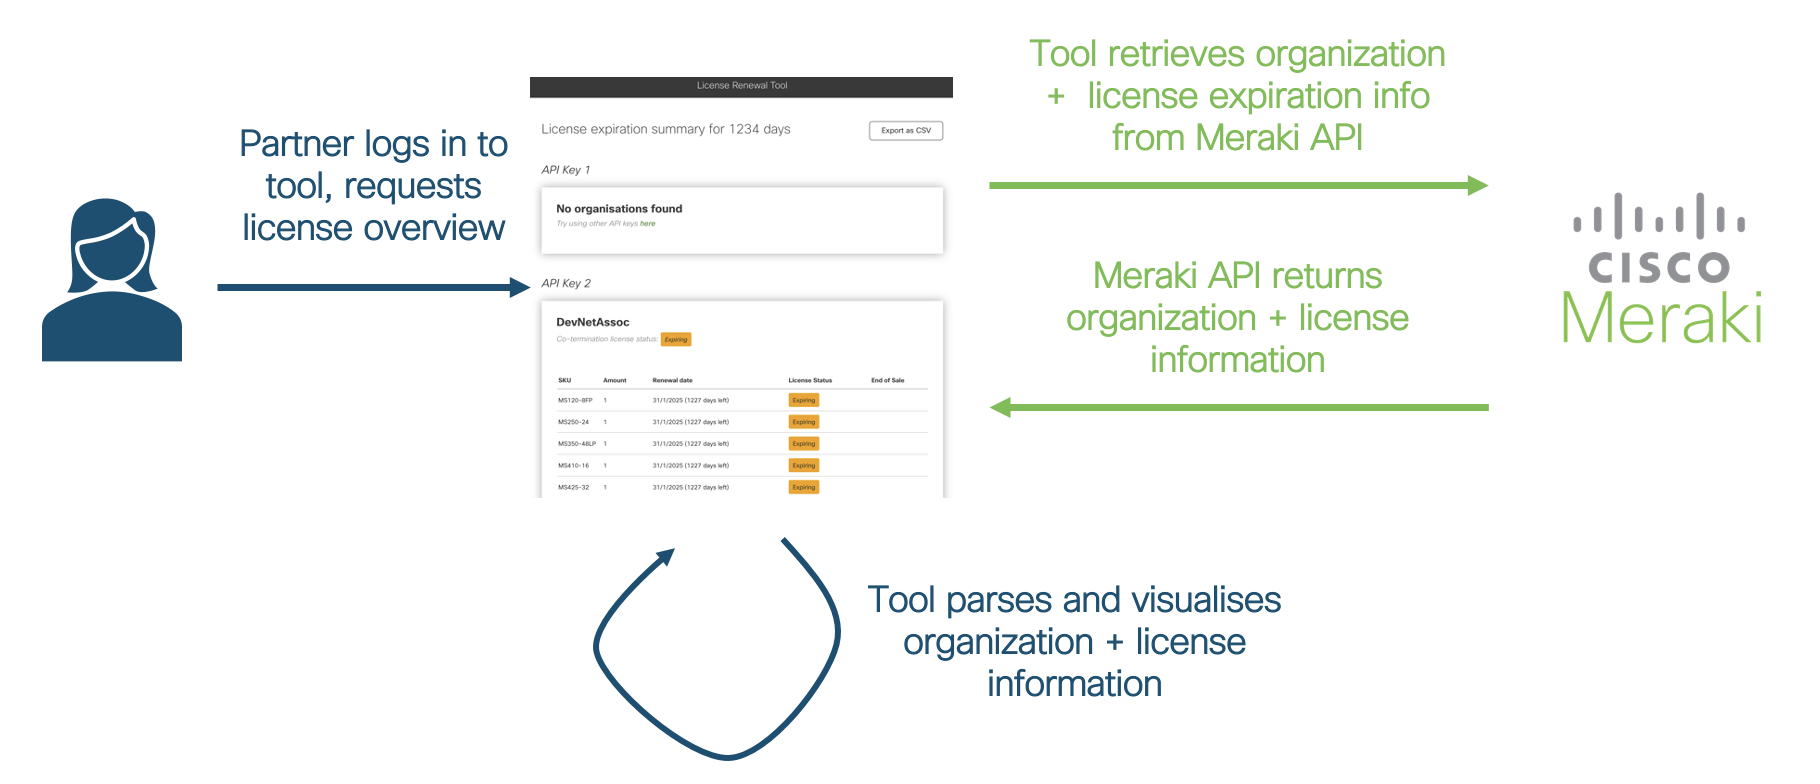 Partner logs in to
tool, requests
license overview
License Renewal Tool
License expiration summary for 1234 days
Export as CSV
API Key 1
No organisations found
Try using other API keys here
API Key 2
DevNetAssoc
Co-termination license status: Expiring
SKU Amount Renewal date License Status End of Sale
MS120-8FP 1 31/1/2025 (1227 days left) Expiring
MS250-24 1 31/1/2025 (1227 days left) Expiring
MS350-48LP 1 31/1/2025 (1227 days left) Expiring
MS410-16 1 31/1/2025 (1227 days left) Expiring
MS425-32 1 31/1/2025 (1227 days left) Expiring
Tool retrieves organization
+ license expiration info
from Meraki API
Meraki API returns
organization + license
information
CISCO
Meraki
Tool parses and visualises
organization + license
information